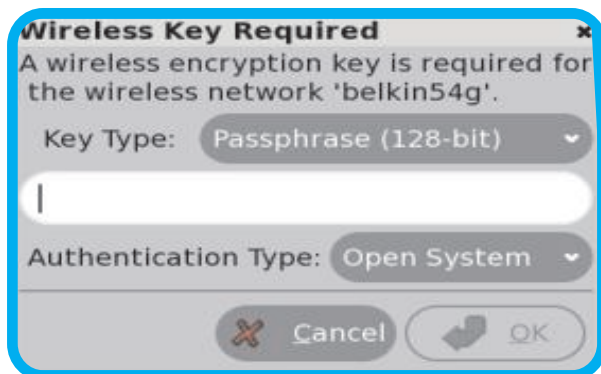 Wireless Key Required
A wireless encryption key is required for
the wireless network 'belkin54g'.
Key Type: Passphrase (128-bit)
Authentication Type: Open System
Cancel OK